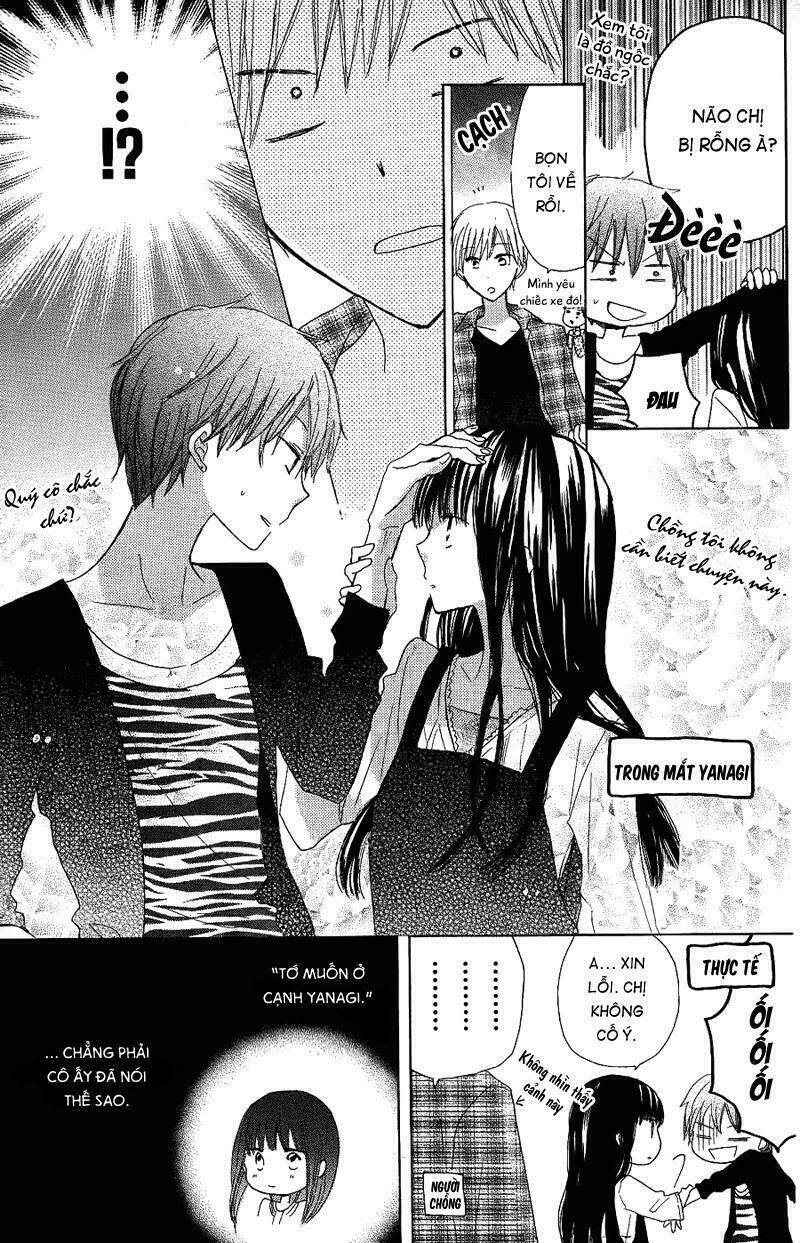 NÃO CHỊ
BỊ RỖNG À?
Xem tôi
là đồ ngốc
chắc?
Đèèè
ĐAU
CẠCH
BỌN
TÔI VỀ
RỒI.
Mình yêu
chiếc xe đó!
...
!?
Chồng tôi không
cần biết chuyện này.
Quý cô chắc
chứ?
TRONG MẮT YANAGI
THỰC TẾ
ỐI
ỐI
ỐI
A... XIN
LỖI. CHỊ
KHÔNG
CỐ Ý.
Không nhìn thấy
cảnh này
NGƯỜI
CHỒNG
"TỚ MUỐN Ở
CẠNH YANAGI."
... CHẲNG PHẢI
CÔ ẤY ĐÃ NÓI
THẾ SAO.